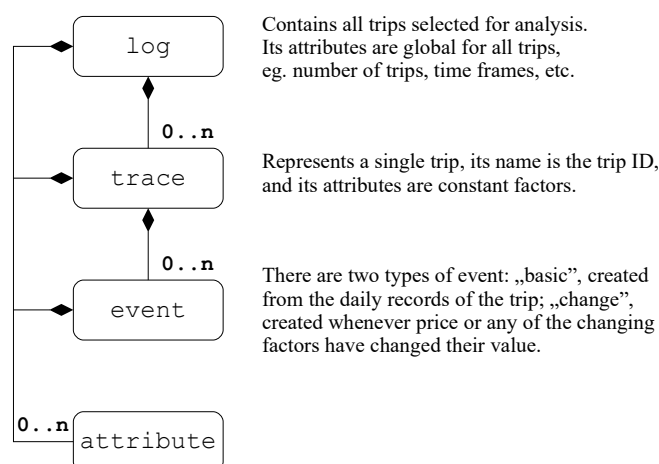 log
Contains all trips selected for analysis.
Its attributes are global for all trips,
eg. number of trips, time frames, etc.
0..n
trace
Represents a single trip, its name is the trip ID,
and its attributes are constant factors.
0..n
event
There are two types of event: „basic”, created
from the daily records of the trip; „change”,
created whenever price or any of the changing
factors have changed their value.
0..n
attribute